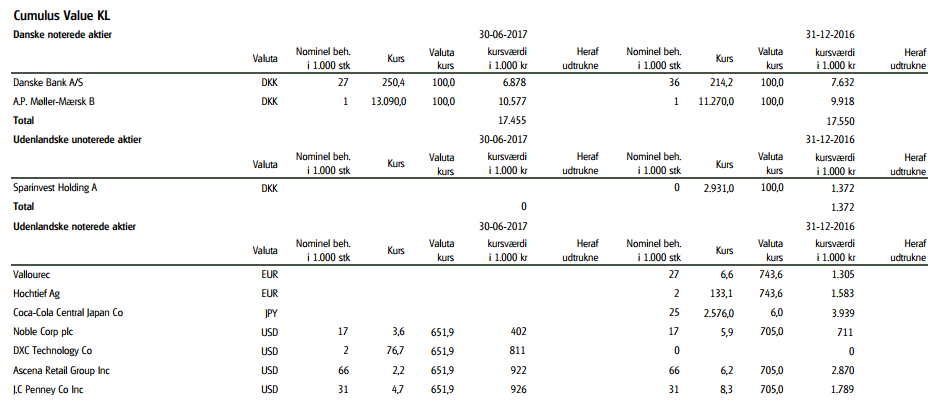 Cumulus Value KL
Danske noterede aktier 30-06-2017 31-12-2016
Valuta Nominel beh. i 1.000 stk Kurs Valuta kurs kursværdi i 1.000 kr Heraf udtrukne Nominel beh. i 1.000 stk Kurs Valuta kurs kursværdi i 1.000 kr Heraf udtrukne
Danske Bank A/S DKK 27 250,4 100,0 6.878 36 214,2 100,0 7.632
A.P. Møller-Mærsk B DKK 1 13.090,0 100,0 10.577 1 11.270,0 100,0 9.918
Total 17.455 17.550
Udenlandske unoterede aktier 30-06-2017 31-12-2016
Valuta Nominel beh. i 1.000 stk Kurs Valuta kurs kursværdi i 1.000 kr Heraf udtrukne Nominel beh. i 1.000 stk Kurs Valuta kurs kursværdi i 1.000 kr Heraf udtrukne
Sparinvest Holding A DKK 0 2.931,0 100,0 1.372
Total 0 1.372
Udenlandske noterede aktier 30-06-2017 31-12-2016
Valuta Nominel beh. i 1.000 stk Kurs Valuta kurs kursværdi i 1.000 kr Heraf udtrukne Nominel beh. i 1.000 stk Kurs Valuta kurs kursværdi i 1.000 kr Heraf udtrukne
Vallourec EUR 27 6,6 743,6 1.305
Hochtief Ag EUR 2 133,1 743,6 1.583
Coca-Cola Central Japan Co JPY 25 2.576,0 6,0 3.939
Noble Corp plc USD 17 3,6 651,9 402 17 5,9 705,0 711
DXC Technology Co USD 2 76,7 651,9 811 0 0
Ascena Retail Group Inc USD 66 2,2 651,9 922 66 6,2 705,0 2.870
J.C Penney Co Inc USD 31 4,7 651,9 926 31 8,3 705,0 1.789